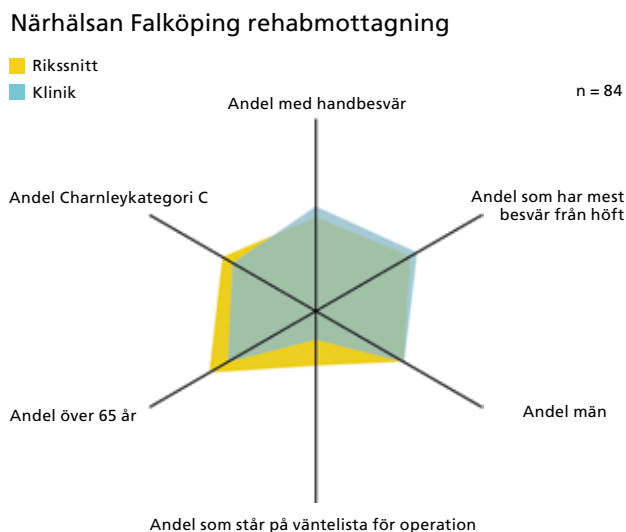 Närhälsan Falköping rehabmottagning
Rikssnitt
Klinik
n = 84
Andel med handbesvär
Andel Charnleykategori C
Andel som har mest
besvär från höft
Andel över 65 år
Andel män
Andel som står på väntelista för operation